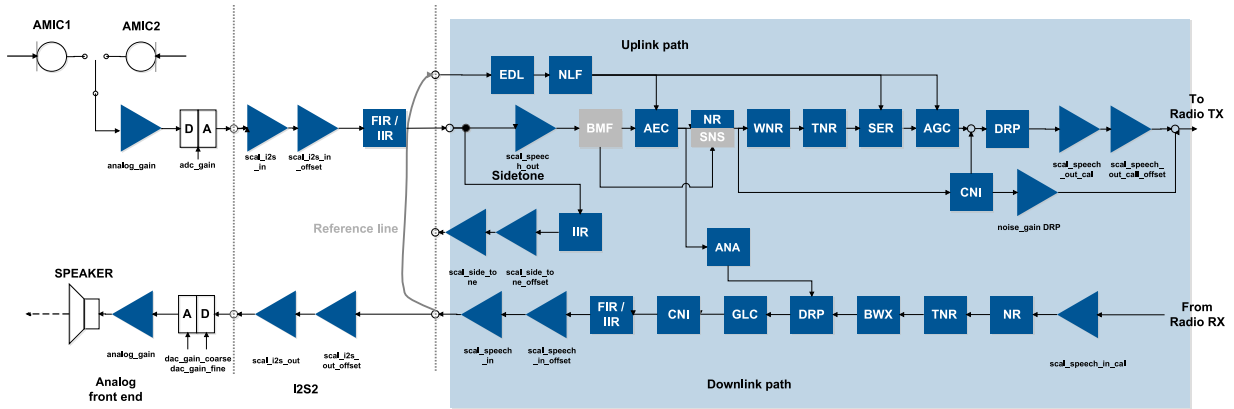 AMIC1
AMIC2
Uplink path
EDL
NLF
To
Radio TX
D
A
FIR /
IIR
BMF
AEC
NR
SNS
WNR
TNR
SER
AGC
DRP
analog_gain
adc_gain
scal_i2s
_in
scal_i2s_in
_offset
scal_speec
h_out
scal_speech
_out_cal
scal_speech_
out_call_offset
Sidetone
CNI
noise_gain DRP
Reference line
IIR
ANA
scal_side_to
ne
scal_side_to
ne_offset
SPEAKER
A
D
FIR /
IIR
CNI
GLC
DRP
BWX
TNR
NR
From
Radio RX
analog_gain
dac_gain_coarse
dac_gain_fine
scal_i2s_out
scal_i2s_
out_offset
scal_speech
_in
scal_speech
_in_offset
scal_speech_in_cal
Analog
front end
I2S2
Downlink path